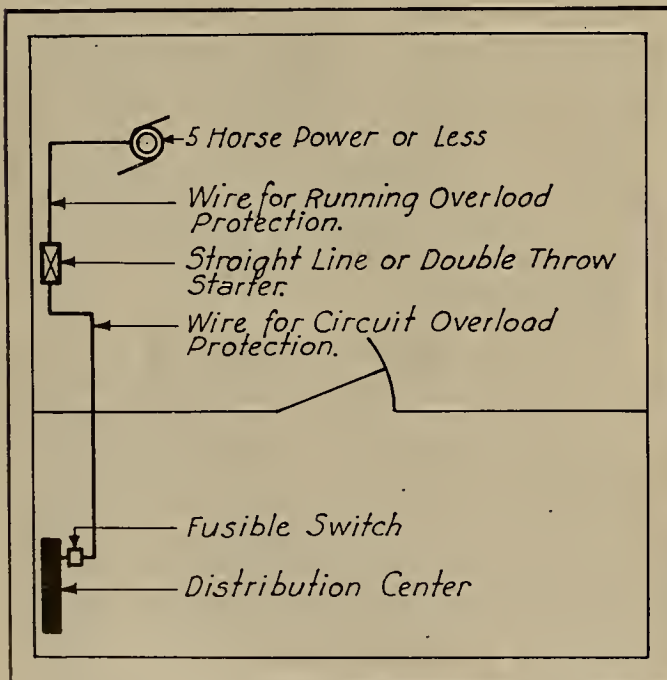 5 Horse Power or Less
Wire for Running Overload
Protection.
Straight Line or Double Throw
Starter.
Wire for Circuit Overload
Protection.
Fusible Switch
Distribution Center